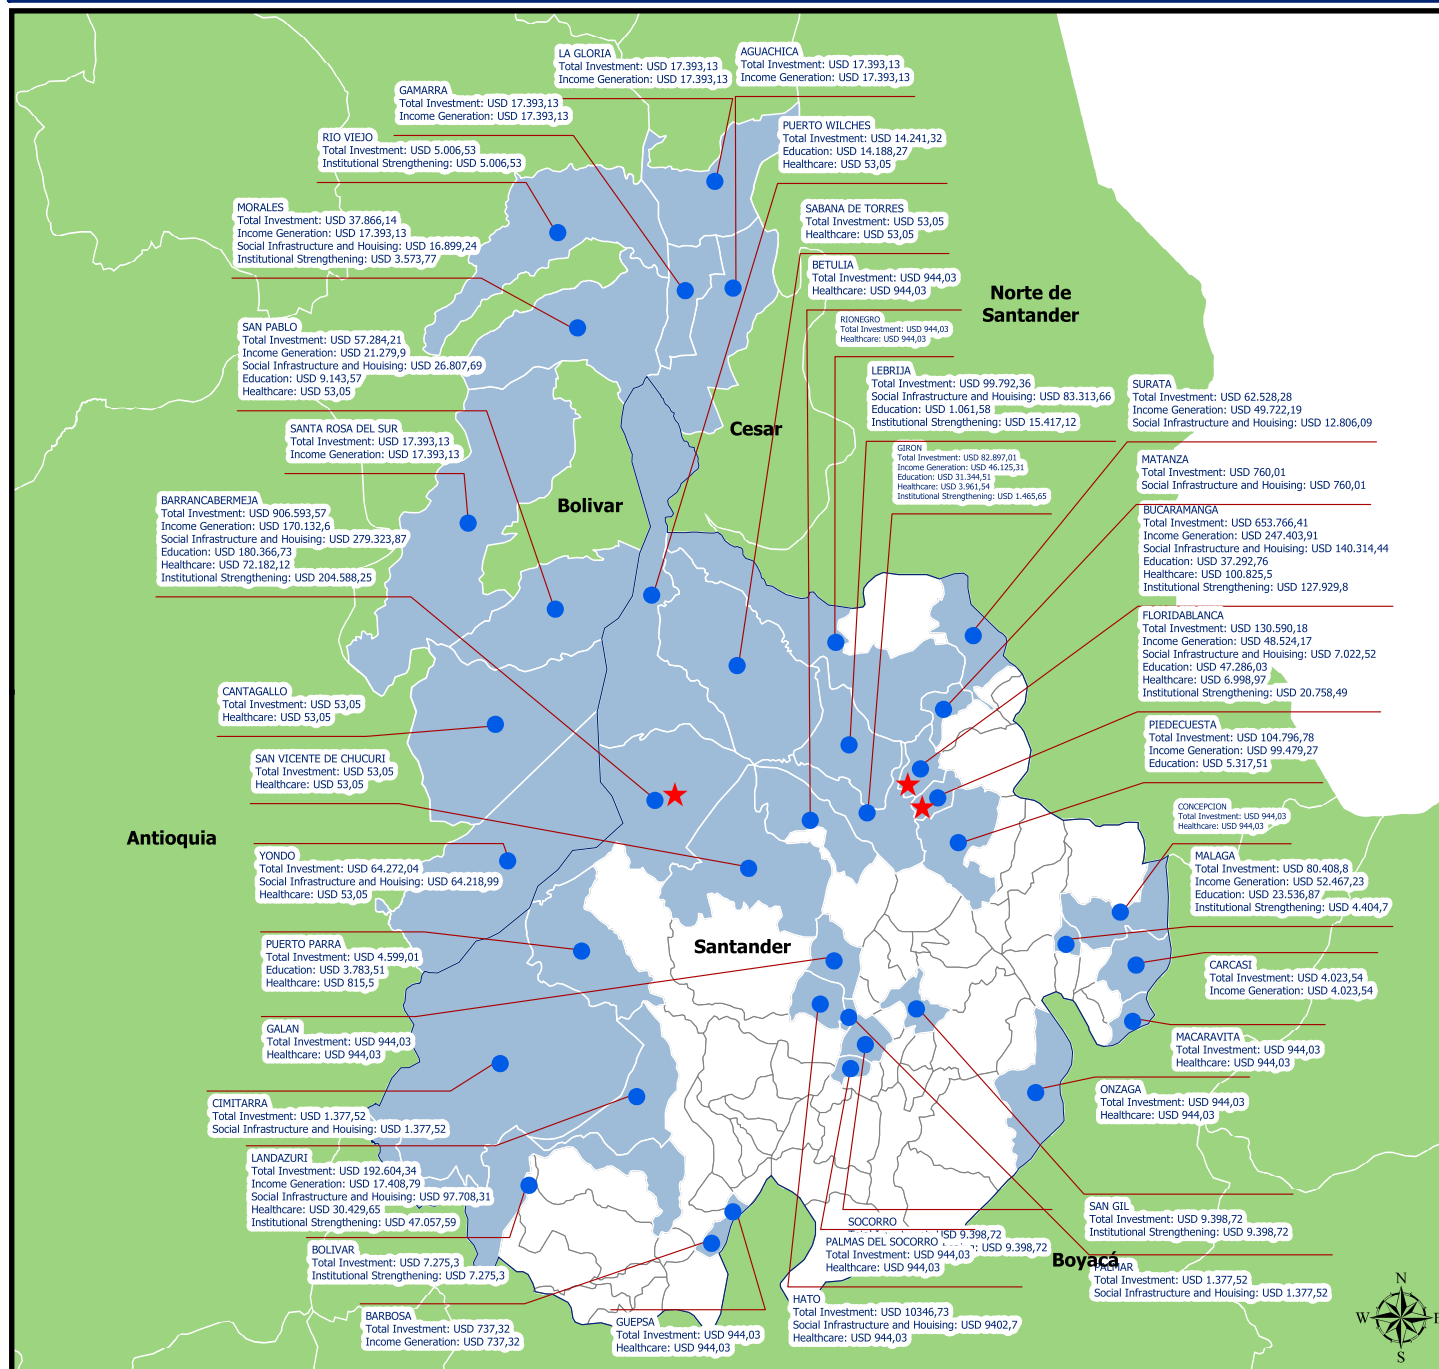 LA GLORIA
Total Investment: USD 17.393,13
Income Generation: USD 17.393,13
AGUACHICA
Total Investment: USD 17.393,13
Income Generation: USD 17.393,13
GAMARRA
Total Investment: USD 17.393,13
Income Generation: USD 17.393,13
PUERTO WILCHES
Total Investment: USD 14.241,32
Education: USD 14.188,27
Healthcare: USD 53,05
RIO VIEJO
Total Investment: USD 5.006,53
Institutional Strengthening: USD 5.006,53
MORALES
Total Investment: USD 37.866,14
Income Generation: USD 17.393,13
Social Infrastructure and Houising: USD 16.899,24
Institutional Strengthening: USD 3.573,77
SABANA DE TORRES
Total Investment: USD 53,05
Healthcare: USD 53,05
BETULIA
Total Investment: USD 944,03
Healthcare: USD 944,03
Norte de
Santander
RIONEGRO
Total Investment: USD 944,03
Healthcare: USD 944,03
SAN PABLO
Total Investment: USD 57.284,21
Income Generation: USD 21.279,9
Social Infrastructure and Houising: USD 26.807,69
Education: USD 9.143,57
Healthcare: USD 53,05
LEBRIJA
Total Investment: USD 99.792,36
Social Infrastructure and Houising: USD 83.313,66
Education: USD 1.061,58
Institutional Strengthening: USD 15.417,12
SURATA
Total Investment: USD 62.528,28
Income Generation: USD 49.722,19
Social Infrastructure and Houising: USD 12.806,09
SANTA ROSA DEL SUR
Total Investment: USD 17.393,13
Income Generation: USD 17.393,13
Cesar
GIRON
Total Investment: USD 82.897,01
Income Generation: USD 46.125,31
Education: USD 31.344,51
Healthcare: USD 3.961,54
Institutional Strengthening: USD 1.465,65
MATANZA
Total Investment: USD 760,01
Social Infrastructure and Houising: USD 760,01
Bolivar
BARRANCABERMEJA
Total Investment: USD 906.593,57
Income Generation: USD 170.132,6
Social Infrastructure and Houising: USD 279.323,87
Education: USD 180.366,73
Healthcare: USD 72.182,12
Institutional Strengthening: USD 204.588,25
BUCARAMANGA
Total Investment: USD 653.766,41
Income Generation: USD 247.403,91
Social Infrastructure and Houising: USD 140.314,44
Education: USD 37.292,76
Healthcare: USD 100.825,5
Institutional Strengthening: USD 127.929,8
FLORIDABLANCA
Total Investment: USD 130.590,18
Income Generation: USD 48.524,17
Social Infrastructure and Houising: USD 7.022,52
Education: USD 47.286,03
Healthcare: USD 6.998,97
Institutional Strengthening: USD 20.758,49
CANTAGALLO
Total Investment: USD 53,05
Healthcare: USD 53,05
PIEDECUESTA
Total Investment: USD 104.796,78
Income Generation: USD 99.479,27
Education: USD 5.317,51
SAN VICENTE DE CHUCURI
Total Investment: USD 53,05
Healthcare: USD 53,05
CONCEPCION
Total Investment: USD 944,03
Healthcare: USD 944,03
Antioquia
YONDO
Total Investment: USD 64.272,04
Social Infrastructure and Houising: USD 64.218,99
Healthcare: USD 53,05
MALAGA
Total Investment: USD 80.408,8
Income Generation: USD 52.467,23
Education: USD 23.536,87
Institutional Strengthening: USD 4.404,7
Santander
PUERTO PARRA
Total Investment: USD 4.599,01
Education: USD 3.783,51
Healthcare: USD 815,5
CARCASI
Total Investment: USD 4.023,54
Income Generation: USD 4.023,54
GALAN
Total Investment: USD 944,03
Healthcare: USD 944,03
MACARAVITA
Total Investment: USD 944,03
Healthcare: USD 944,03
ONZAGA
Total Investment: USD 944,03
Healthcare: USD 944,03
CIMITARRA
Total Investment: USD 1.377,52
Social Infrastructure and Houising: USD 1.377,52
LANDAZURI
Total Investment: USD 192.604,34
Income Generation: USD 17.408,79
Social Infrastructure and Houising: USD 97.708,31
Healthcare: USD 30.429,65
Institutional Strengthening: USD 47.057,59
SAN GIL
Total Investment: USD 9.398,72
Institutional Strengthening: USD 9.398,72
SOCORRO
USD 9.398,72
USD 9.398,72
PALMAS DEL SOCORRO
Total Investment: USD 944,03
Healthcare: USD 944,03
BOLIVAR
Total Investment: USD 7.275,3
Institutional Strengthening: USD 7.275,3
Boyacá
PALMAR
Total Investment: USD 1.377,52
Social Infrastructure and Houising: USD 1.377,52
HATO
Total Investment: USD 10346,73
Social Infrastructure and Houising: USD 9402,7
Healthcare: USD 944,03
BARBOSA
Total Investment: USD 737,32
Income Generation: USD 737,32
GUEPSA
Total Investment: USD 944,03
Healthcare: USD 944,03
N
W
E
S